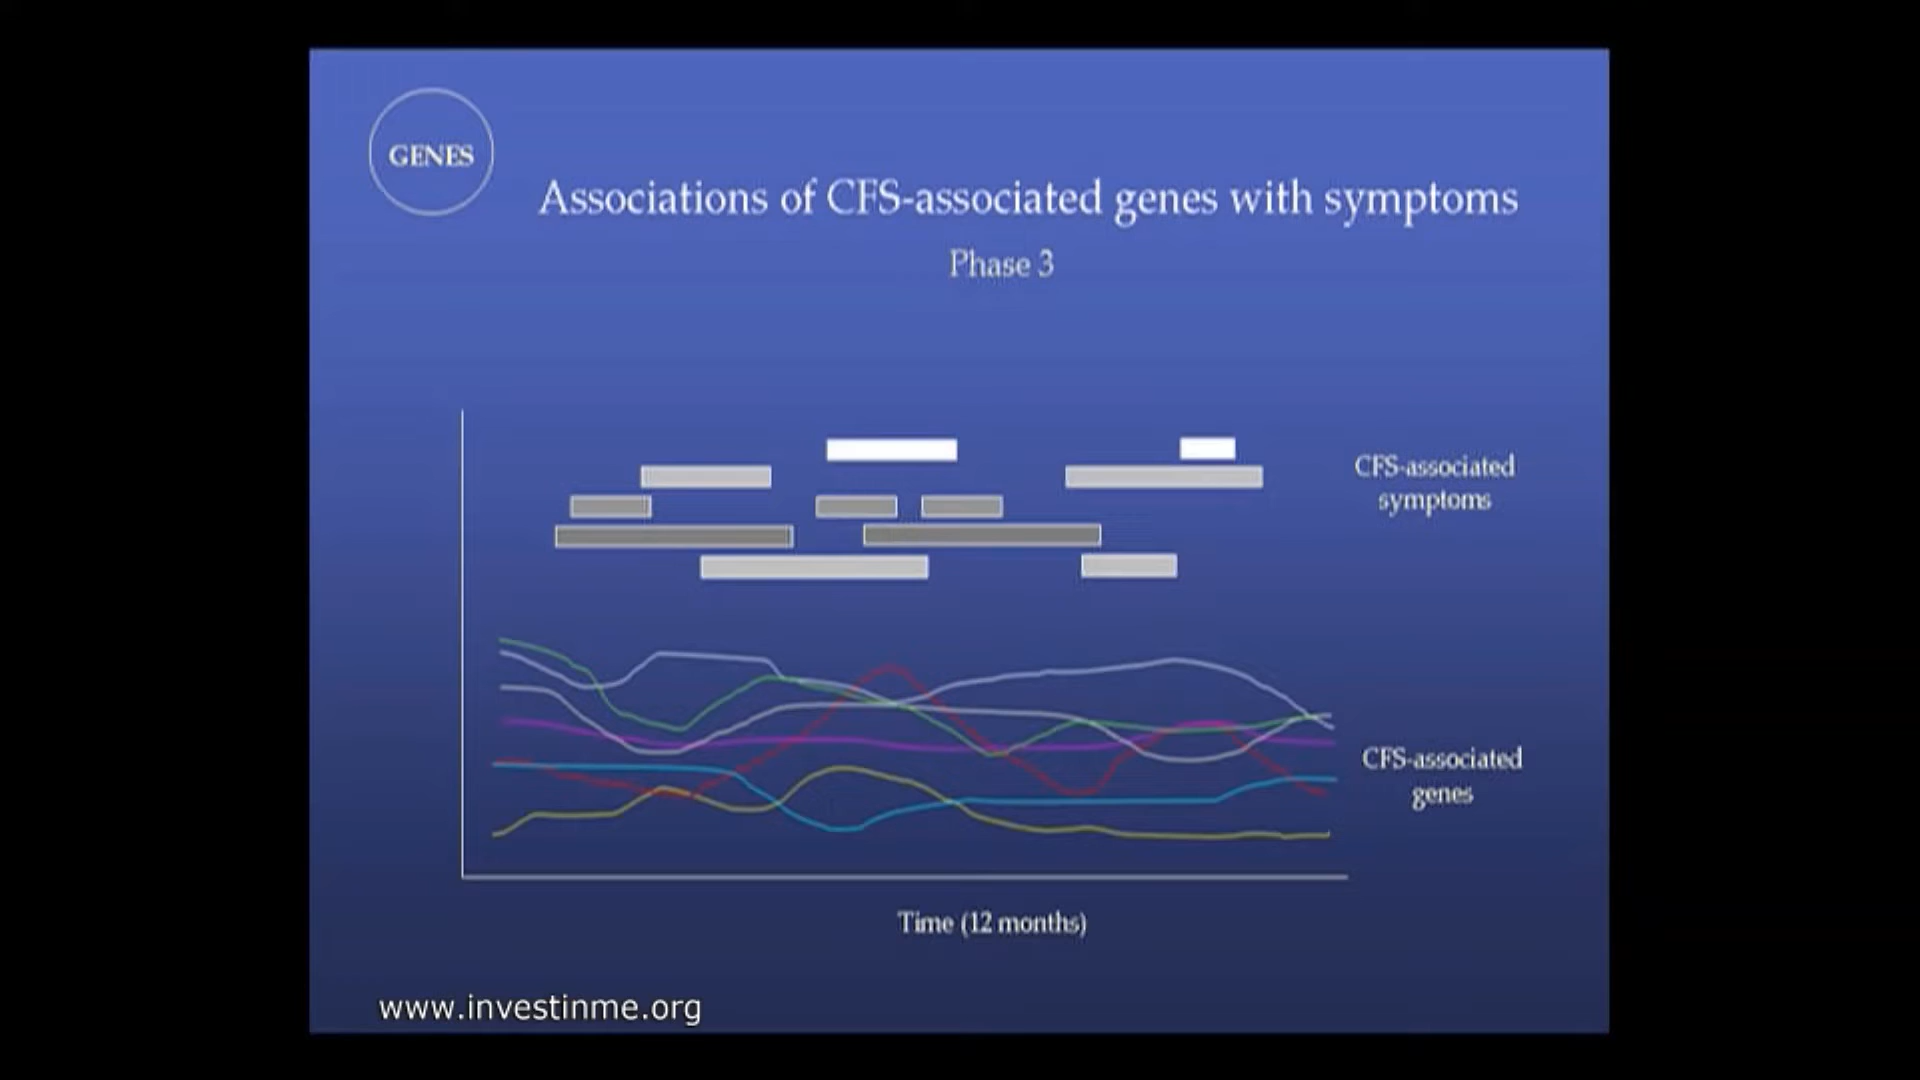 GENES
Associations of CFS-associated genes with symptoms
Phase 3
CFS-associated
symptoms
CFS-associated
genes
Time (12 months)
www.investinme.org